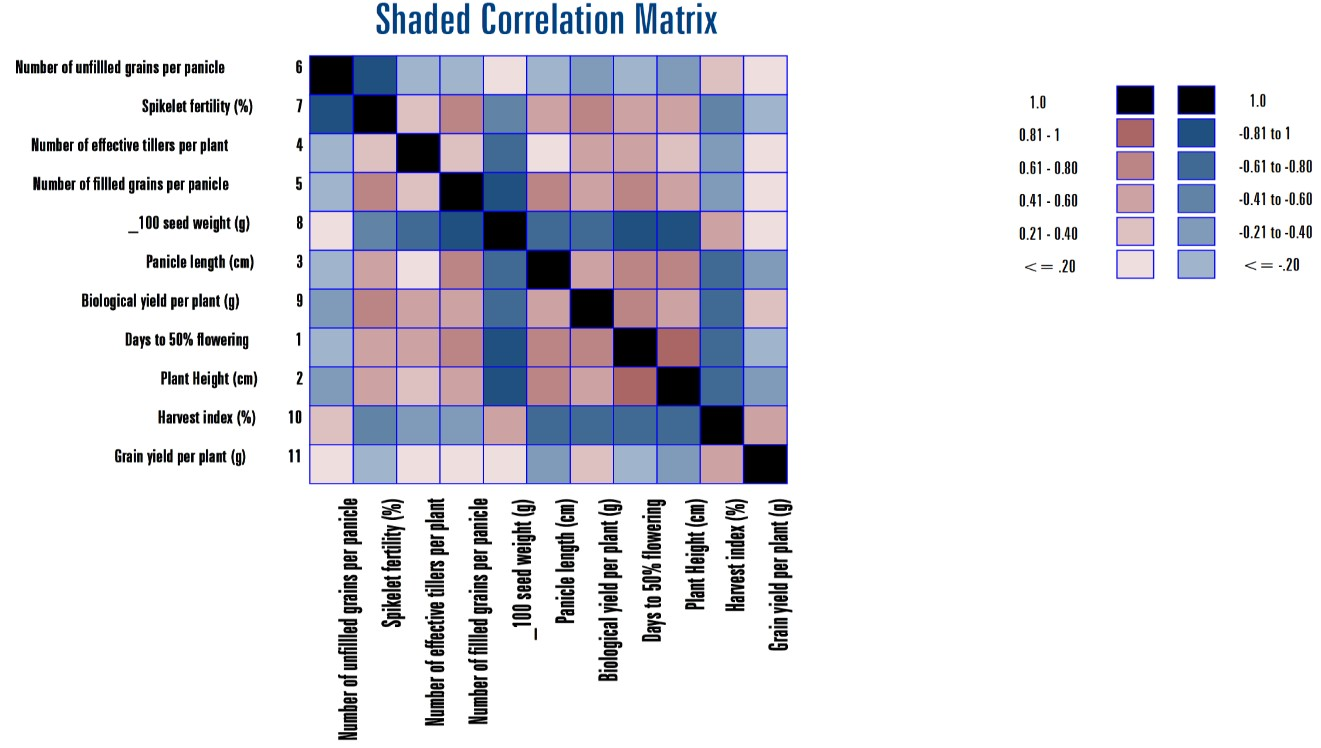 Shaded Correlation Matrix
Number of unfillled grains per panicle 6
Spikelet fertility (%) 7
Number of effective tillers per plant 4
Number of fillled grains per panicle 5
_100 seed weight (g) 8
Panicle length (cm) 3
Biological yield per plant (g) 9
Days to 50% flowering 1
Plant Height (cm) 2
Harvest index (%) 10
Grain yield per plant (g) 11
1.0 1.0
0.81 - 1 -0.81 to 1
0.61 - 0.80 -0.61 to -0.80
0.41 - 0.60 -0.41 to -0.60
0.21 - 0.40 -0.21 to -0.40
<= .20 <= -.20
Number of unfillled grains per panicle
Spikelet fertility (%)
Number of effective tillers per plant
Number of fillled grains per panicle
_100 seed weight (g)
Panicle length (cm)
Biological yield per plant (g)
Days to 50% flowering
Plant Height (cm)
Harvest index (%)
Grain yield per plant (g)